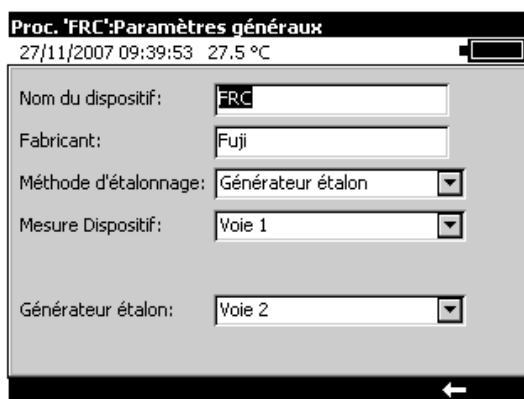 Proc. 'FRC':Paramètres généraux
27/11/2007 09:39:53 27.5 °C
Nom du dispositif: FRC
Fabricant: Fuji
Méthode d'étalonnage: Générateur étalon
Mesure Dispositif: Voie 1
Générateur étalon: Voie 2